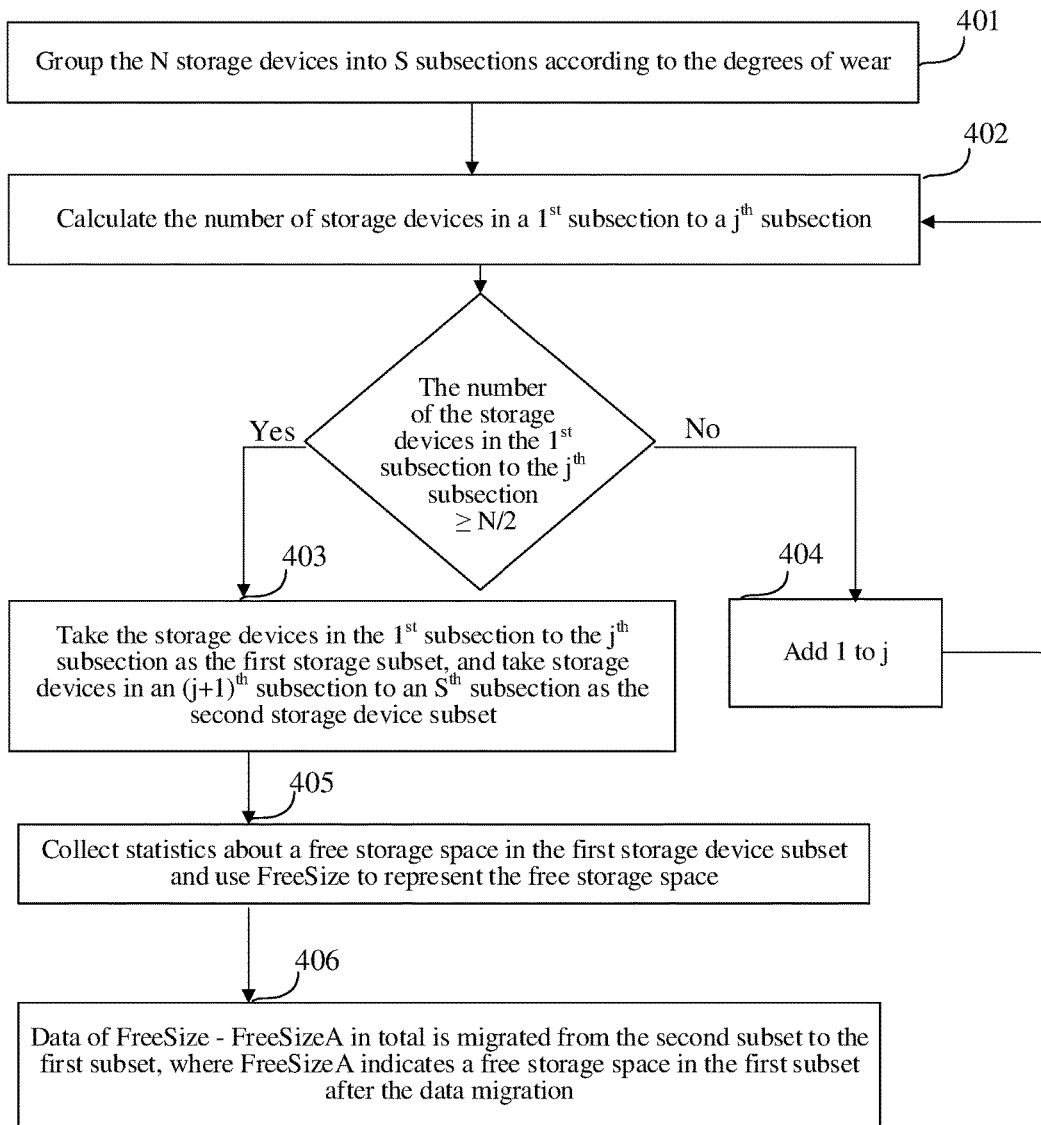 401
Group the N storage devices into S subsections according to the degrees of wear
402
Calculate the number of storage devices in a 1st subsection to a jth subsection
The number
of the storage
devices in the 1st
subsection to the jth
subsection
≥ N/2
Yes
No
403
404
Take the storage devices in the 1st subsection to the jth
subsection as the first storage subset, and take storage
devices in an (j+1)th subsection to an Sth subsection as the
second storage device subset
Add 1 to j
405
Collect statistics about a free storage space in the first storage device subset
and use FreeSize to represent the free storage space
406
Data of FreeSize - FreeSizeA in total is migrated from the second subset to the
first subset, where FreeSizeA indicates a free storage space in the first subset
after the data migration